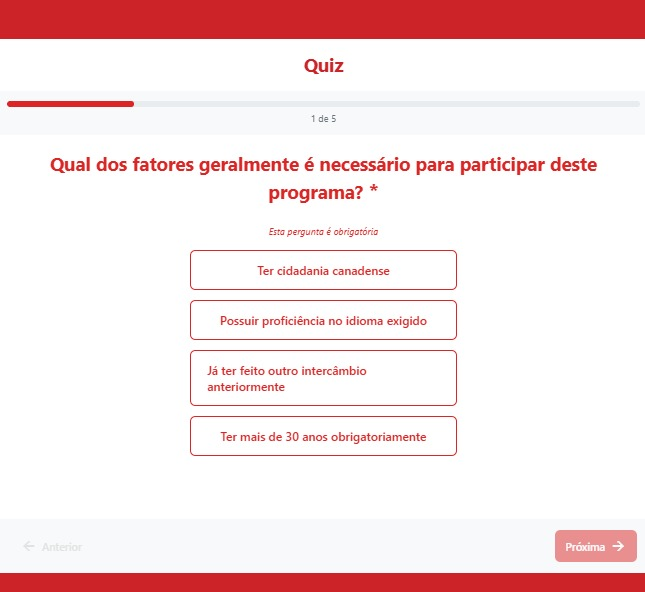 Quiz
1 de 5
Qual dos fatores geralmente é necessário para participar deste
programa? *
Esta pergunta é obrigatória
Ter cidadania canadense
Possuir proficiência no idioma exigido
Já ter feito outro intercâmbio
anteriormente
Ter mais de 30 anos obrigatoriamente
← Anterior
Próxima →